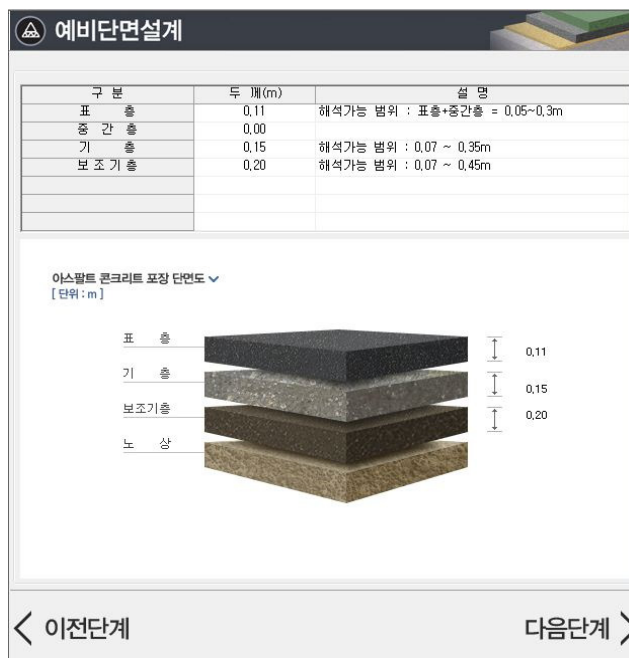 예비단면설계
구 분 두 께(m) 설 명
표 층 0,11 해석가능 범위 : 표층+중간층 = 0,05~0,3m
중 간 층 0,00
기 층 0,15 해석가능 범위 : 0,07 ~ 0,35m
보조기층 0,20 해석가능 범위 : 0,07 ~ 0,45m
아스팔트 콘크리트 포장 단면도
[ 단위 : m ]
표 층 0,11
기 층 0,15
보조기층 0,20
노 상
이전단계 다음단계